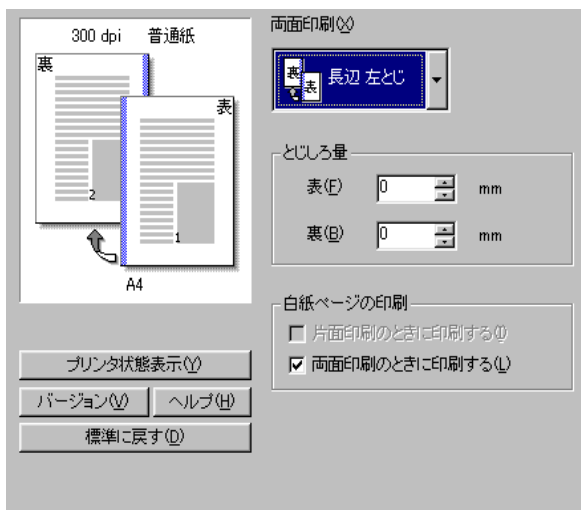 300 dpi 普通紙
裏
表
2
1
A4
プリンタ状態表示(Y)
バージョン(V) ヘルプ(H)
標準に戻す(D)
両面印刷(X)
裏 表 長辺 左とじ
とじしろ量
表(F) 0 mm
裏(B) 0 mm
白紙ページの印刷
片面印刷のときに印刷する(I)
両面印刷のときに印刷する(L)